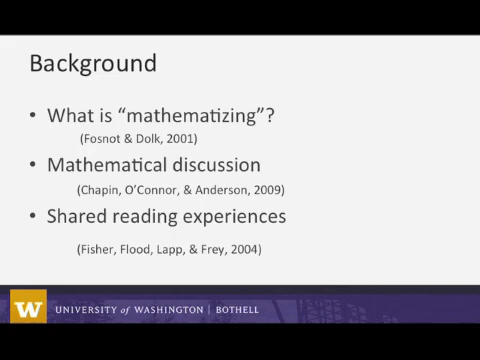 Background
• What is “mathematizing”?
(Fosnot & Dolk, 2001)
• Mathematical discussion
(Chapin, O’Connor, & Anderson, 2009)
• Shared reading experiences
(Fisher, Flood, Lapp, & Frey, 2004)
W UNIVERSITY of WASHINGTON | BOTHELL